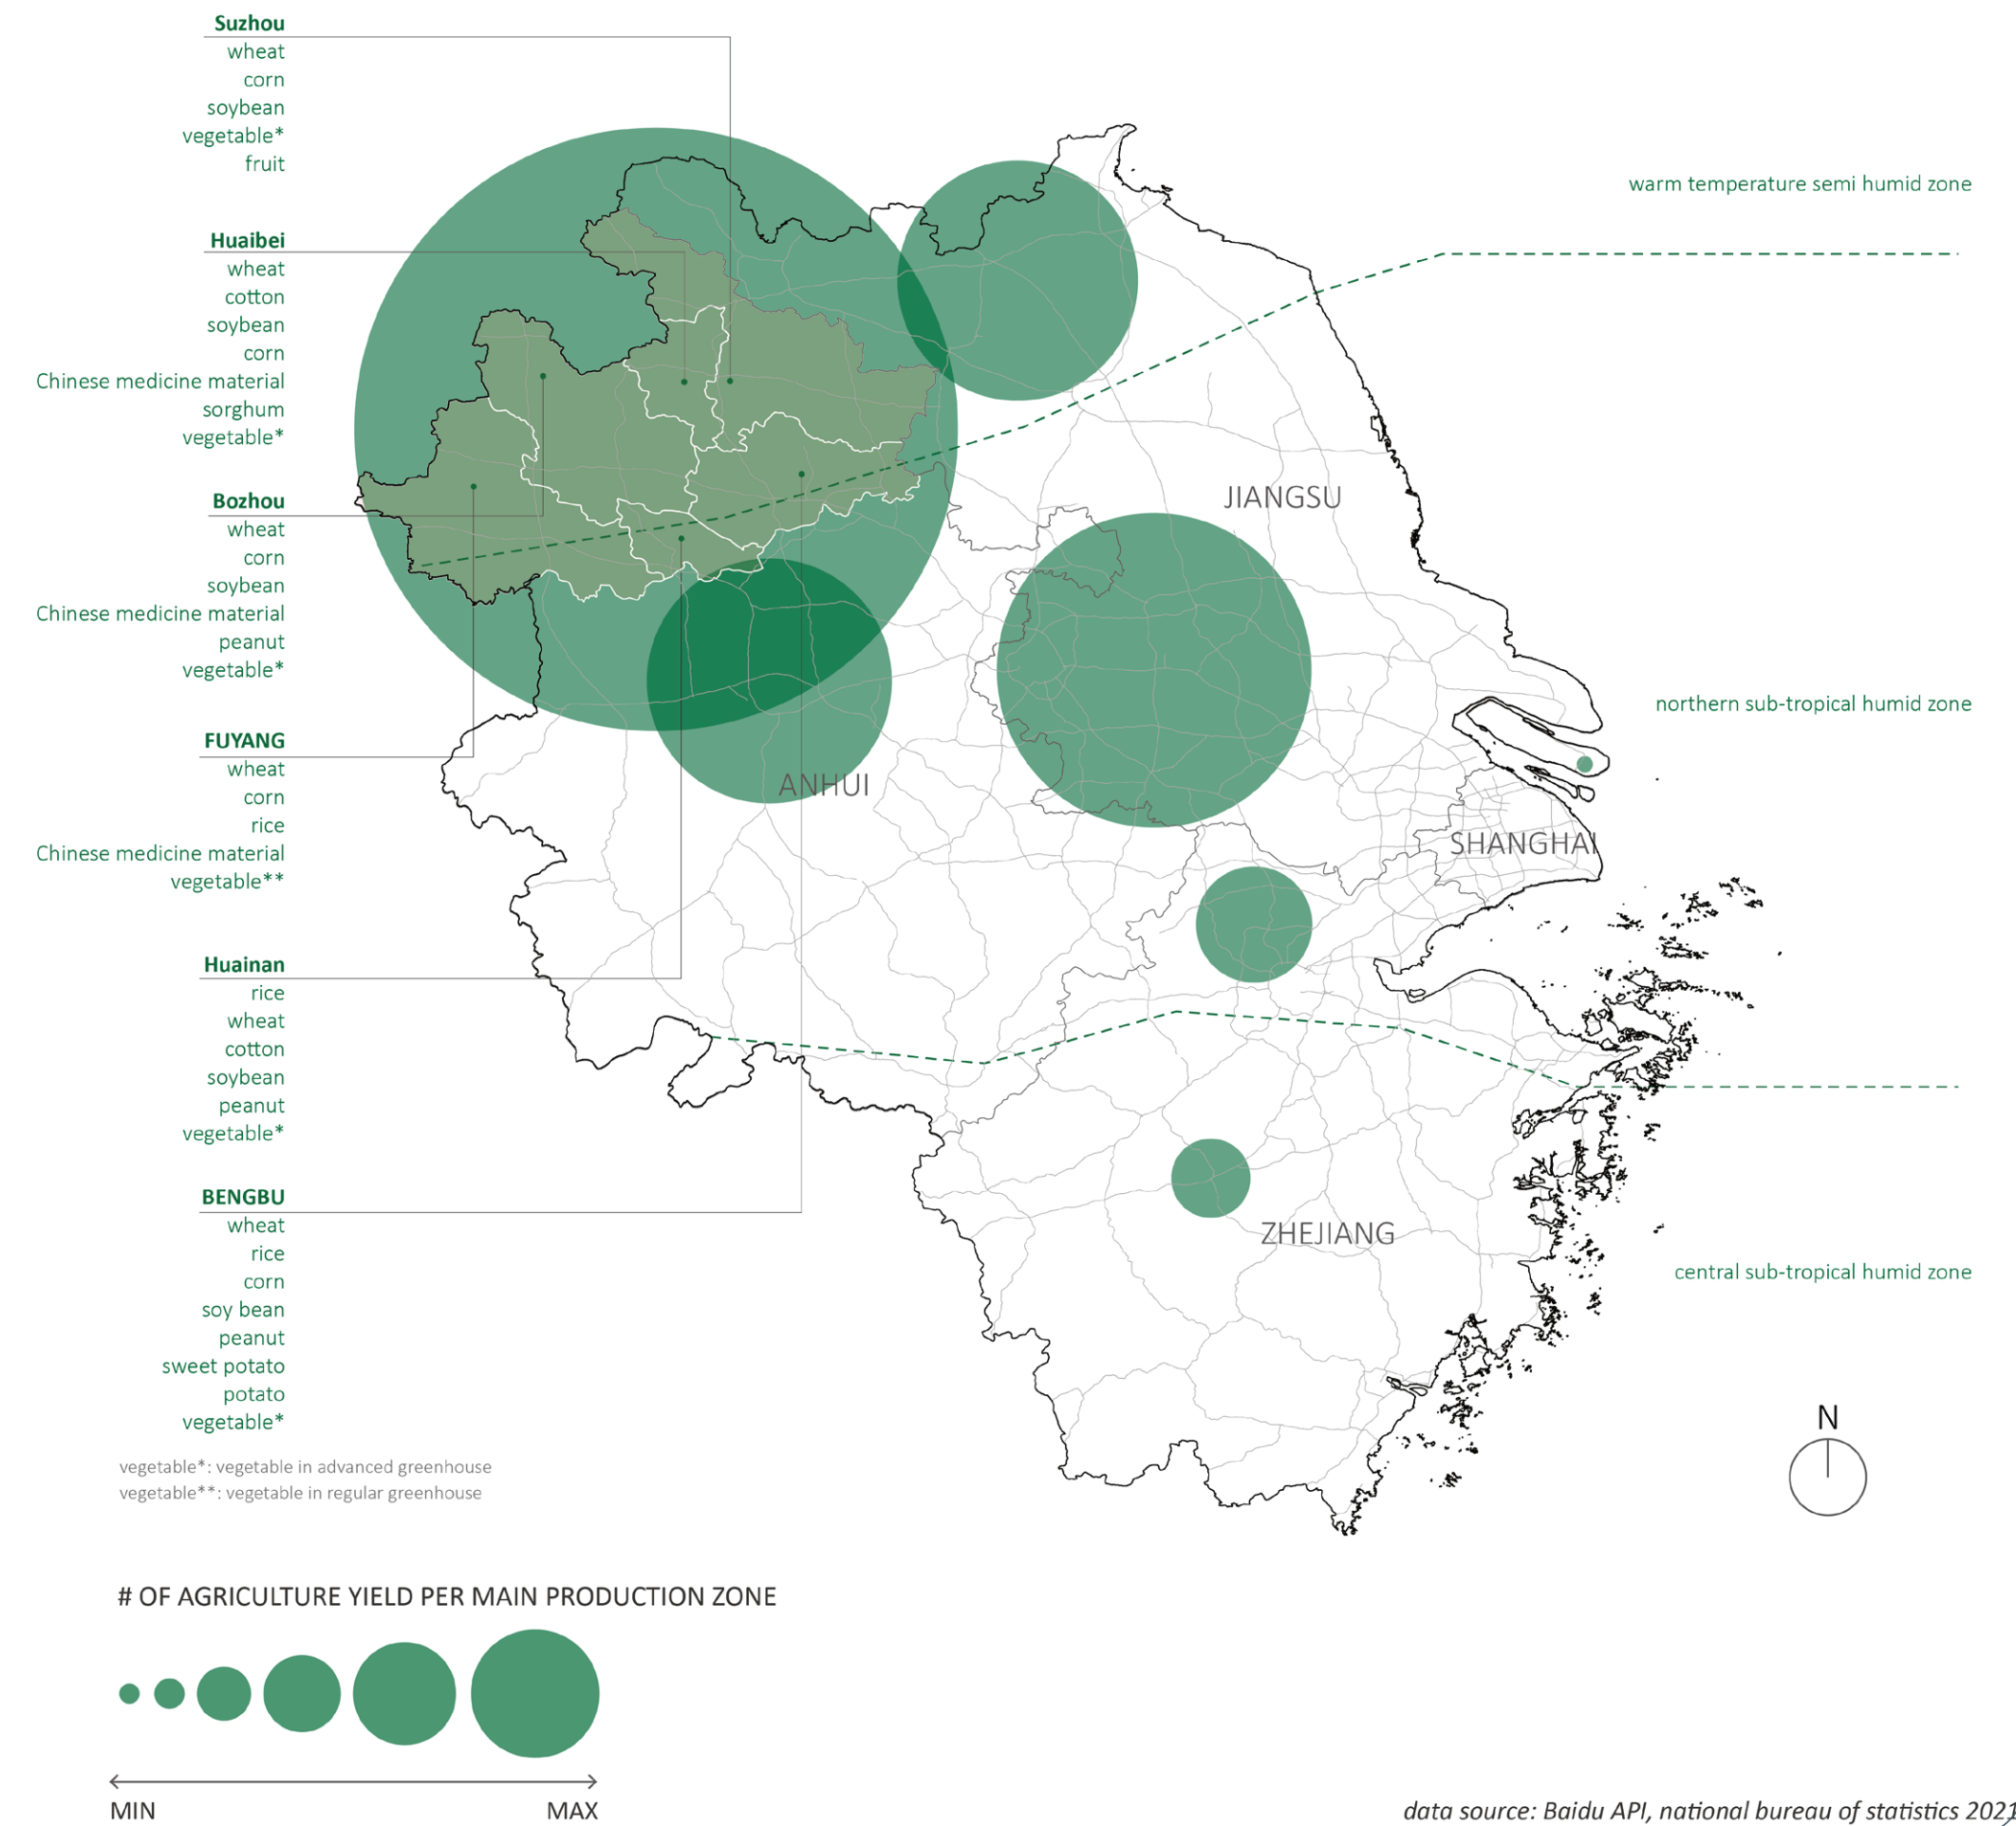 Suzhou
wheat
corn
soybean
vegetable*
fruit
Huaibei
wheat
cotton
soybean
corn
Chinese medicine material
sorghum
vegetable*
Bozhou
wheat
corn
soybean
Chinese medicine material
peanut
vegetable*
FUYANG
wheat
corn
rice
Chinese medicine material
vegetable**
Huainan
rice
wheat
cotton
soybean
peanut
vegetable*
BENGBU
wheat
rice
corn
soy bean
peanut
sweet potato
potato
vegetable*
vegetable*: vegetable in advanced greenhouse
vegetable**: vegetable in regular greenhouse
warm temperature semi humid zone
JIANGSU
northern sub-tropical humid zone
ANHUI
SHANGHAI
ZHEJIANG
central sub-tropical humid zone
N
# OF AGRICULTURE YIELD PER MAIN PRODUCTION ZONE
MIN MAX
data source: Baidu API, national bureau of statistics 2021